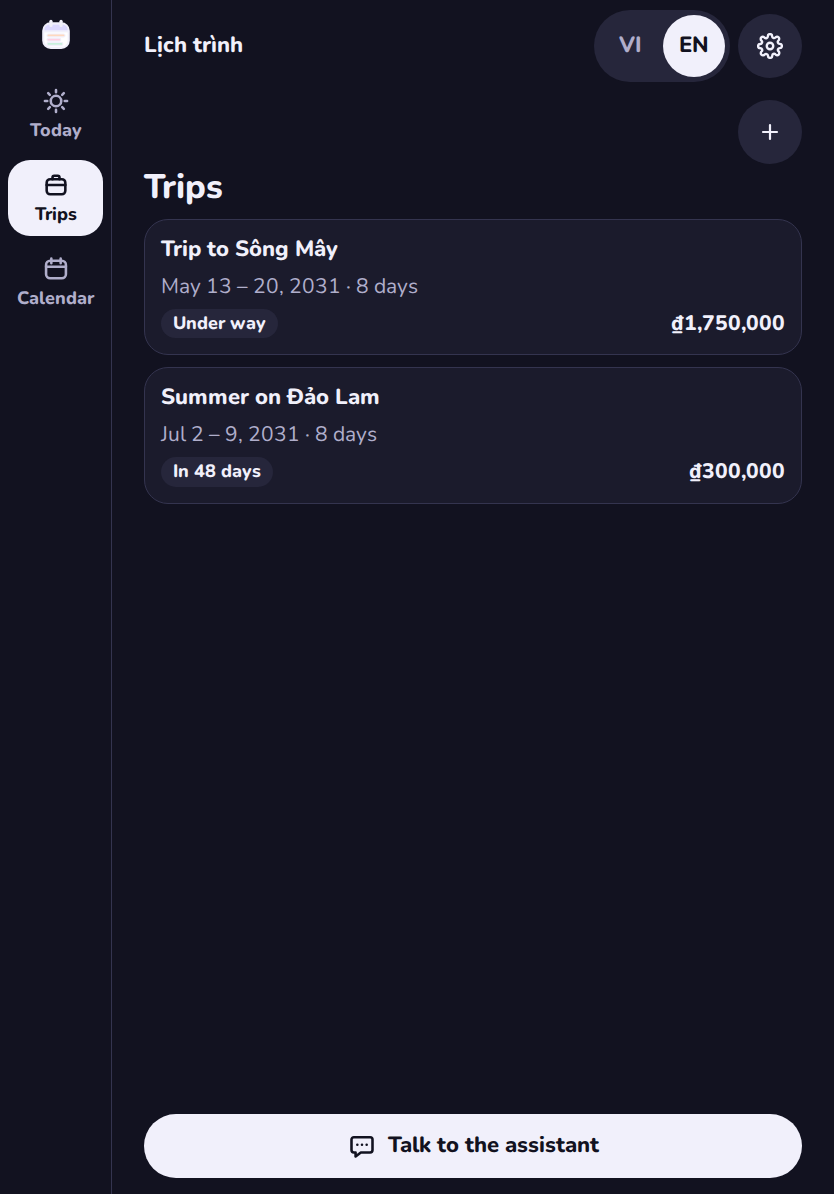 Lịch trình
VI EN
Today
Trips
Calendar
Trips
Trip to Sông Mây
May 13 – 20, 2031 · 8 days
Under way
₫1,750,000
Summer on Đảo Lam
Jul 2 – 9, 2031 · 8 days
In 48 days
₫300,000
Talk to the assistant